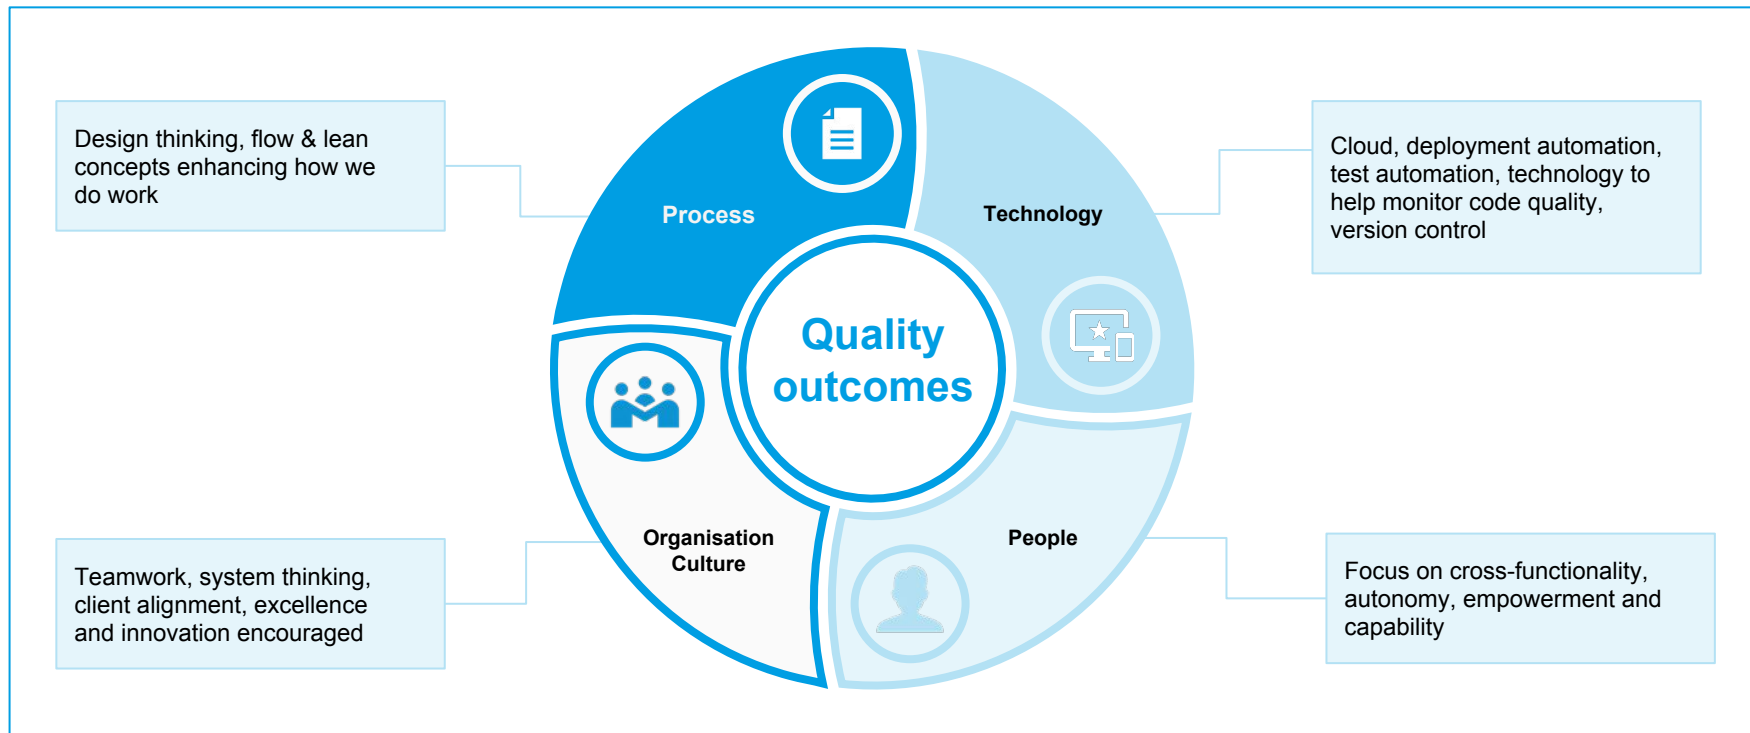 Design thinking, flow & lean
concepts enhancing how we
do work
Process
Technology
Cloud, deployment automation,
test automation, technology to
help monitor code quality,
version control
Quality
outcomes
Organisation
Culture
People
Teamwork, system thinking,
client alignment, excellence
and innovation encouraged
Focus on cross-functionality,
autonomy, empowerment and
capability